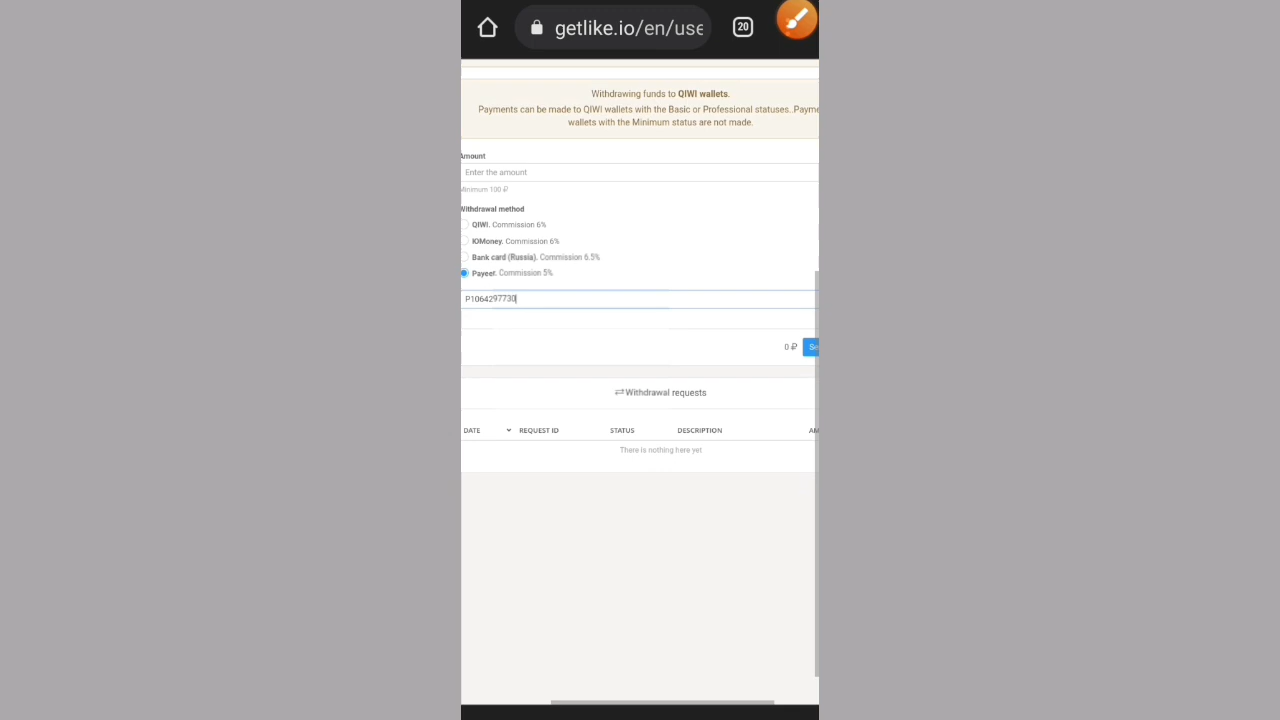 getlike.io/en/use
20
Withdrawing funds to QIWI wallets.
Payments can be made to QIWI wallets with the Basic or Professional statuses..Payme
wallets with the Minimum status are not made.
Amount
Enter the amount
Minimum 100 ₽
Withdrawal method
QIWI. Commission 6%
ЮMoney. Commission 6%
Bank card (Russia). Commission 6.5%
Payeer. Commission 5%
P1064297730
0 ₽ Se
Withdrawal requests
DATE REQUEST ID STATUS DESCRIPTION AM
There is nothing here yet